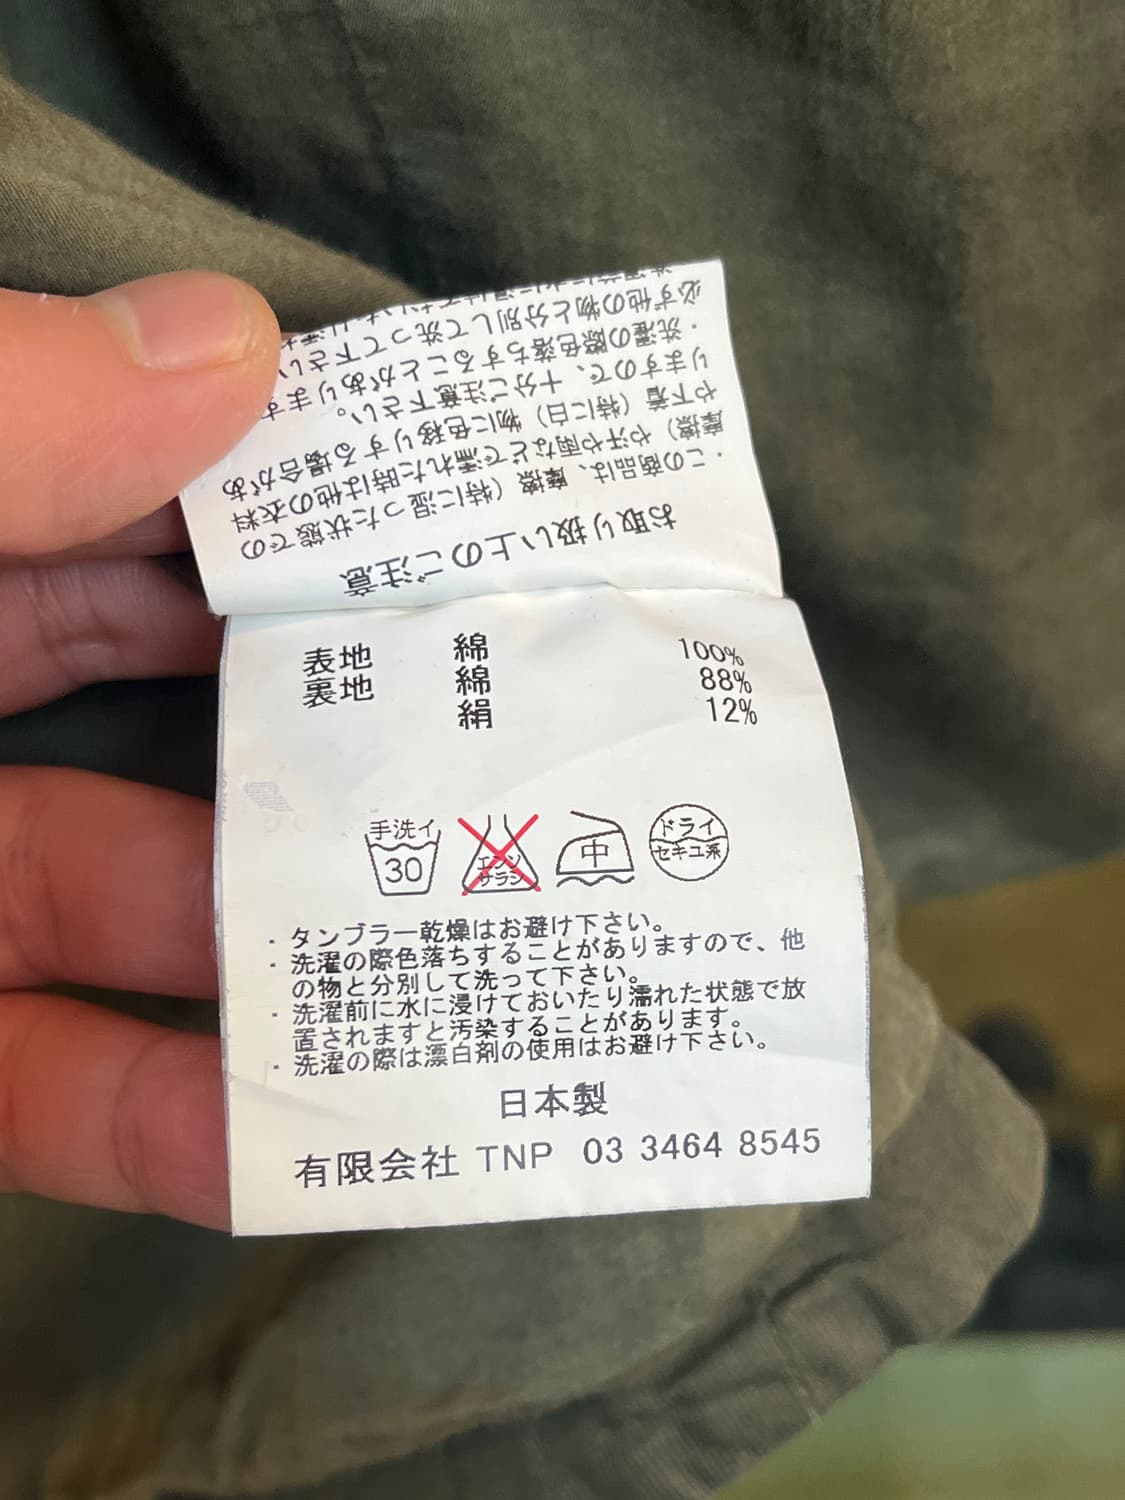 お取り扱い上のご注意
・この商品は、摩擦（特に湿った状態での
摩擦）や汗や雨などで濡れた時は他の衣料
や下着（特に白）物に色移りする場合があ
りますので、十分ご注意下さい。
・洗濯の際色落ちすることがあります
必ず他の物と分別して洗って下さい
表地 綿 100%
裏地 綿 88%
絹 12%
手洗イ
30
エンソ
サラシ
中
ドライ
セキユ系
・タンブラー乾燥はお避け下さい。
・洗濯の際色落ちすることがありますので、他
の物と分別して洗って下さい。
・洗濯前に水に浸けておいたり濡れた状態で放
置されますと汚染することがあります。
・洗濯の際は漂白剤の使用はお避け下さい。
日本製
有限会社 TNP 03 3464 8545